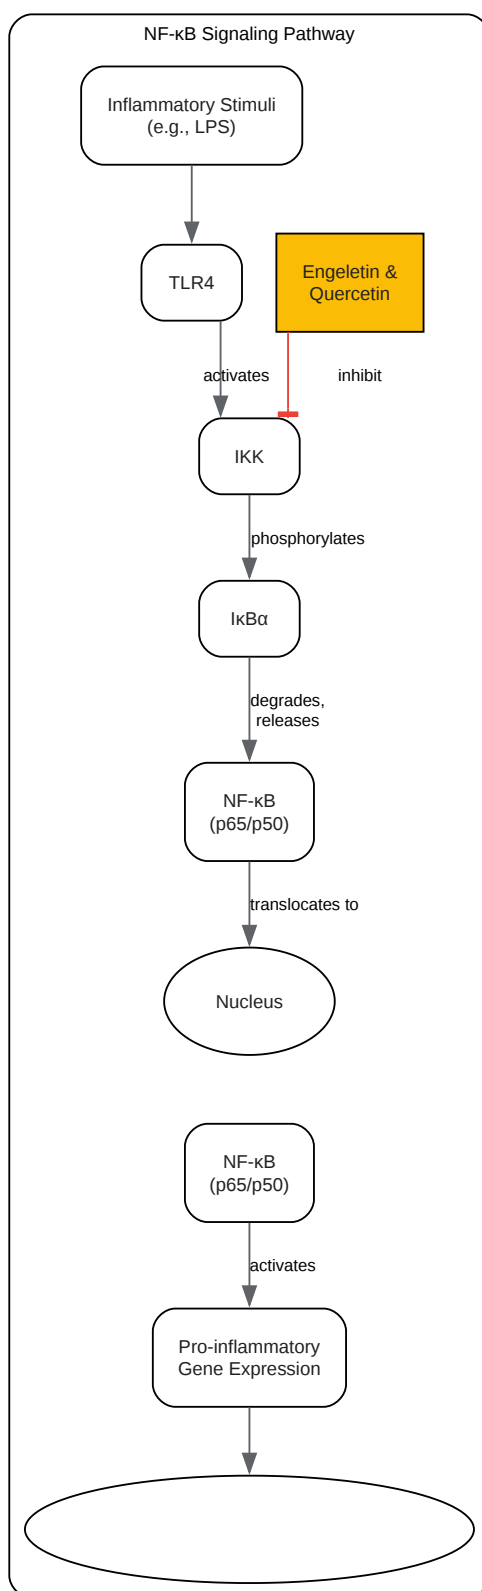 NF-κB Signaling Pathway
Inflammatory Stimuli
(e.g., LPS)
TLR4
Engeletin &
Quercetin
activates
inhibit
IKK
phosphorylates
IκBα
degrades,
releases
NF-κB
(p65/p50)
translocates to
Nucleus
NF-κB
(p65/p50)
activates
Pro-inflammatory
Gene Expression